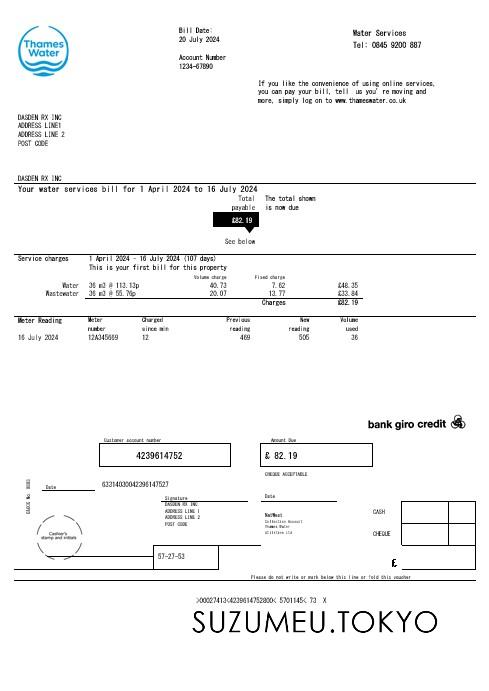 Thames
Water
Bill Date:
20 July 2024
Account Number
1234-67890
Water Services
Tel: 0845 9200 887
If you like the convenience of using online services,
you can pay your bill, tell us you're moving and
more, simply log on to www.thameswater.co.uk
DASDEN RX INC
ADDRESS LINE1
ADDRESS LINE 2
POST CODE
DASDEN RX INC
Your water services bill for 1 April 2024 to 16 July 2024
Total The total shown
payable is now due
£82.19
See below
Service charges 1 April 2024 - 16 July 2024 (107 days)
This is your first bill for this property
Volume charge Fixed charge
Water 36 m3 @ 113.13p 40.73 7.62 £48.35
Wastewater 36 m3 @ 55.76p 20.07 13.77 £33.84
Charges £82.19
Meter Reading Meter Charged Previous New Volume
number since min reading reading used
16 July 2024 12A345669 12 469 505 36
bank giro credit
Customer account number Amount Due
4239614752 £ 82.19
CHEQUE ACCEPTABLE
63314030042396147527
Date
Signature Date
DASDEN RX INC
ADDRESS LINE 1
ADDRESS LINE 2
POST CODE
NatWest
Collection Account
Thames Water
Utilities Ltd
CASH
CHEQUE
Cashier's
stamp and initials
57-27-53
£
Please do not write or mark below this line or fold this voucher
>00027413<4239614752800< 5701145< 73 X
SUZUMEU.TOKYO